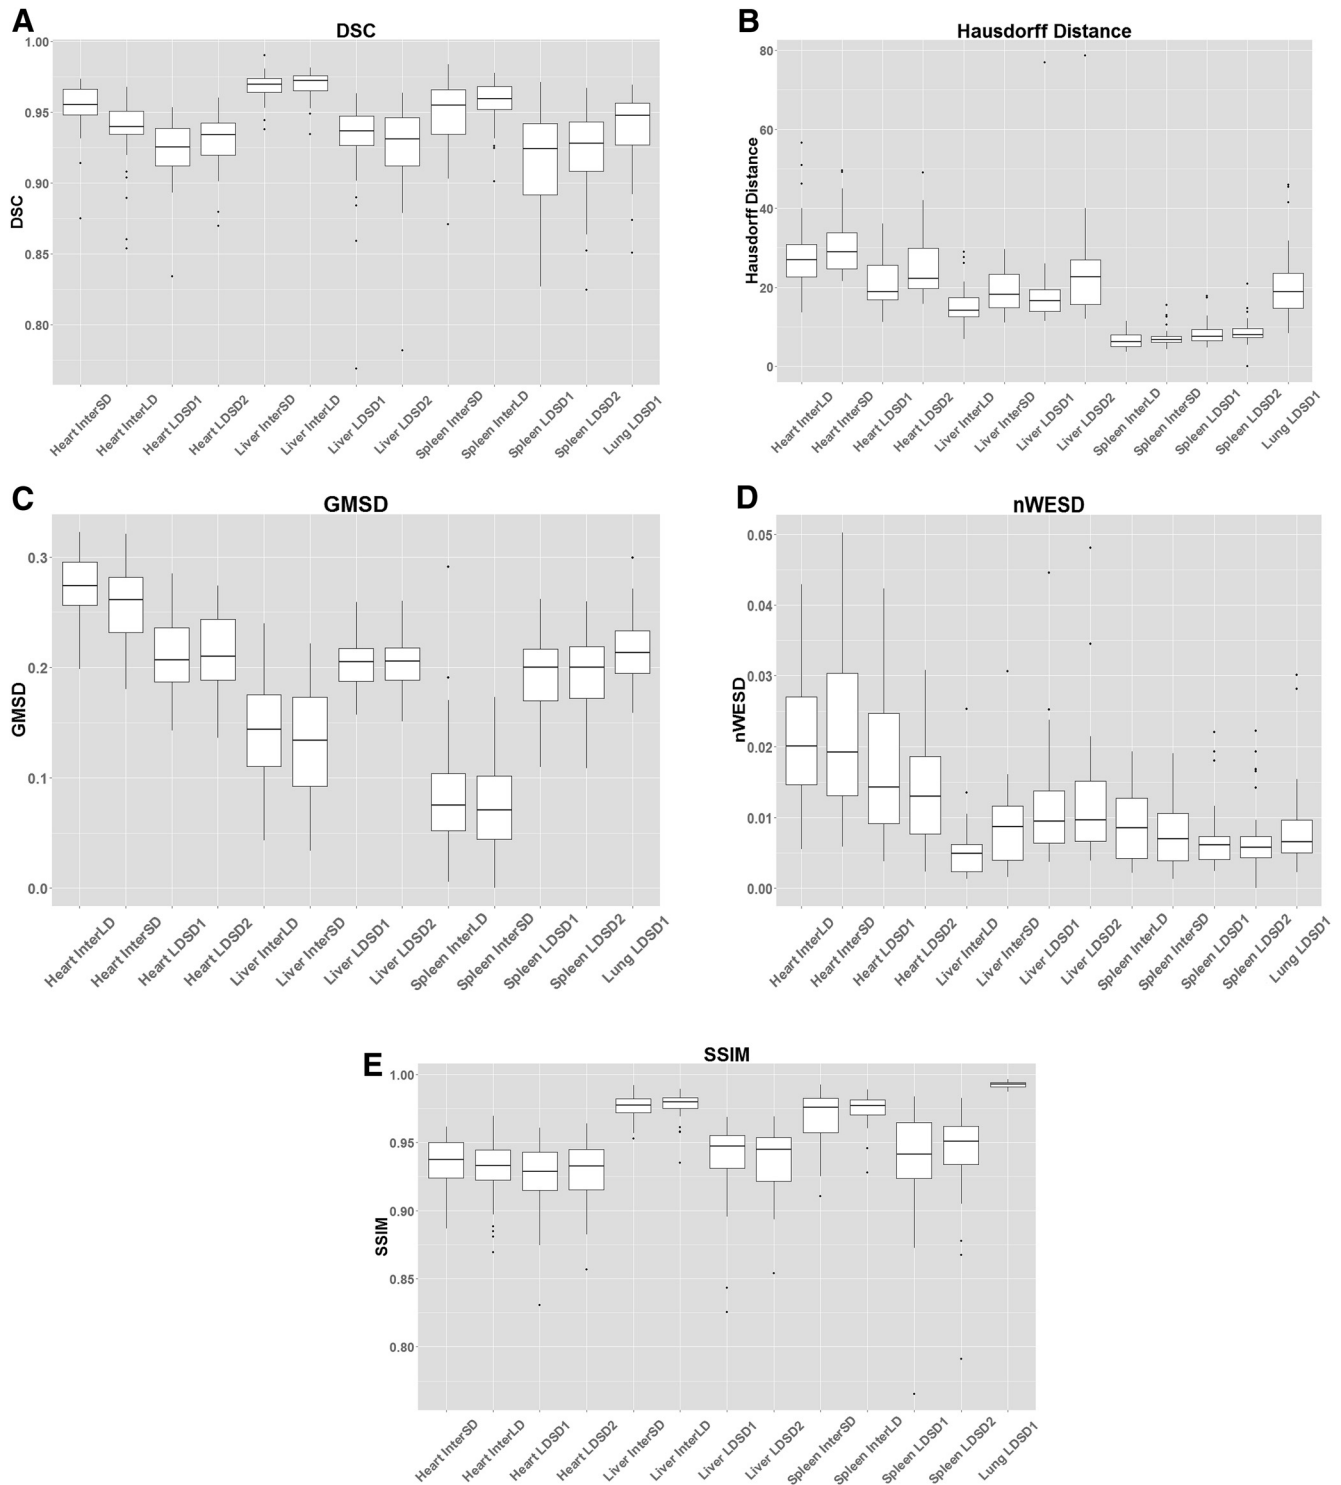 A
DSC
DSC
1.00
0.95
0.90
0.85
0.80
Heart InterSD
Heart InterLD
Heart LDSD1
Heart LDSD2
Liver InterSD
Liver InterLD
Liver LDSD1
Liver LDSD2
Spleen InterSD
Spleen InterLD
Spleen LDSD1
Spleen LDSD2
Lung LDSD1
B
Hausdorff Distance
Hausdorff Distance
80
60
40
20
0
Heart InterLD
Heart InterSD
Heart LDSD1
Heart LDSD2
Liver InterLD
Liver InterSD
Liver LDSD1
Liver LDSD2
Spleen InterLD
Spleen InterSD
Spleen LDSD1
Spleen LDSD2
Lung LDSD1
C
GMSD
GMSD
0.3
0.2
0.1
0.0
Heart InterLD
Heart InterSD
Heart LDSD1
Heart LDSD2
Liver InterLD
Liver InterSD
Liver LDSD1
Liver LDSD2
Spleen InterLD
Spleen InterSD
Spleen LDSD1
Spleen LDSD2
Lung LDSD1
D
nWESD
nWESD
0.05
0.04
0.03
0.02
0.01
0.00
Heart InterLD
Heart InterSD
Heart LDSD1
Heart LDSD2
Liver InterLD
Liver InterSD
Liver LDSD1
Liver LDSD2
Spleen InterLD
Spleen InterSD
Spleen LDSD1
Spleen LDSD2
Lung LDSD1
E
SSIM
SSIM
1.00
0.95
0.90
0.85
0.80
Heart InterSD
Heart InterLD
Heart LDSD1
Heart LDSD2
Liver InterSD
Liver InterLD
Liver LDSD1
Liver LDSD2
Spleen InterSD
Spleen InterLD
Spleen LDSD1
Spleen LDSD2
Lung LDSD1